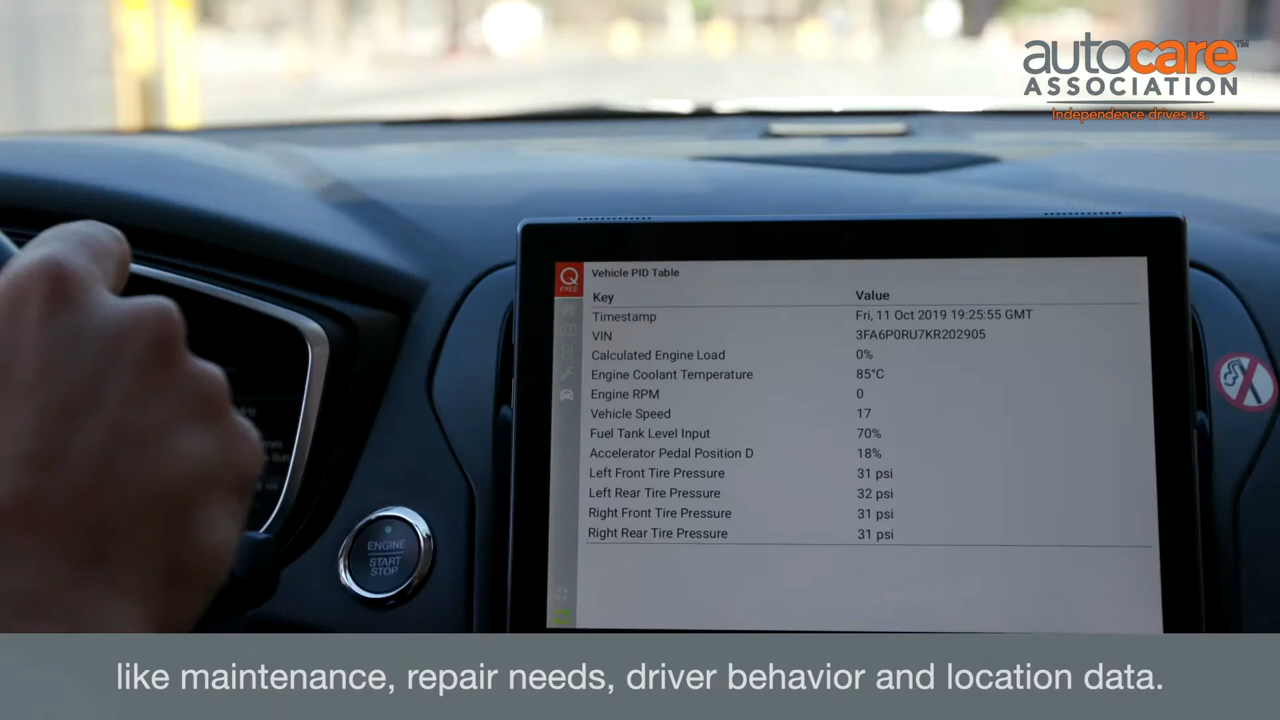 autocare™
ASSOCIATION
Independence drives us.
Q
FREE
Vehicle PID Table
Key Value
Timestamp Fri, 11 Oct 2019 19:25:55 GMT
VIN 3FA6P0RU7KR202905
Calculated Engine Load 0%
Engine Coolant Temperature 85°C
Engine RPM 0
Vehicle Speed 17
Fuel Tank Level Input 70%
Accelerator Pedal Position D 18%
Left Front Tire Pressure 31 psi
Left Rear Tire Pressure 32 psi
Right Front Tire Pressure 31 psi
Right Rear Tire Pressure 31 psi
ENGINE
START
STOP
like maintenance, repair needs, driver behavior and location data.